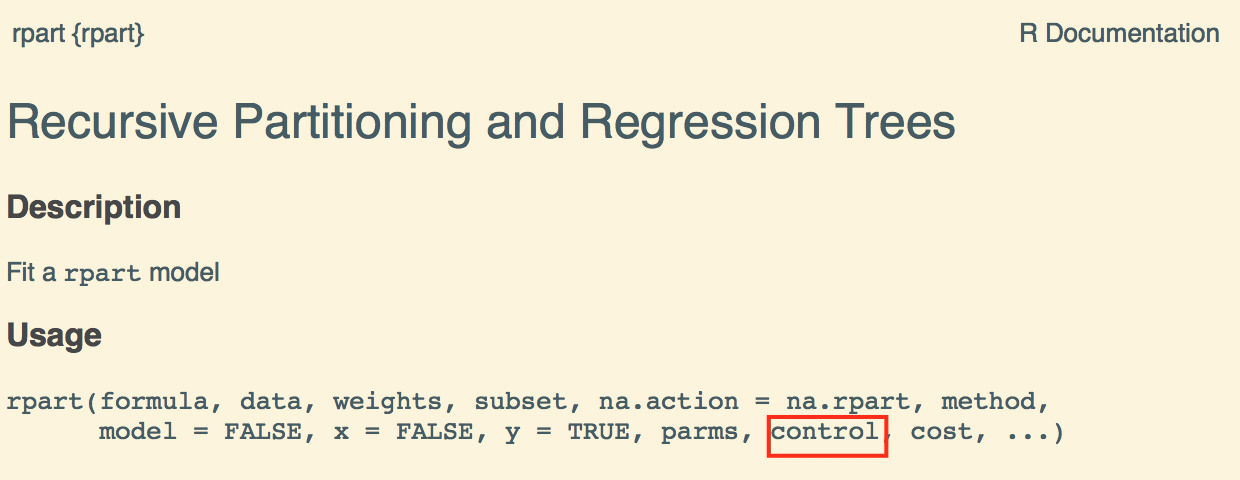 rpart {rpart} R Documentation
Recursive Partitioning and Regression Trees
Description
Fit a rpart model
Usage
rpart(formula, data, weights, subset, na.action = na.rpart, method,
model = FALSE, x = FALSE, y = TRUE, parms, control, cost, ...)